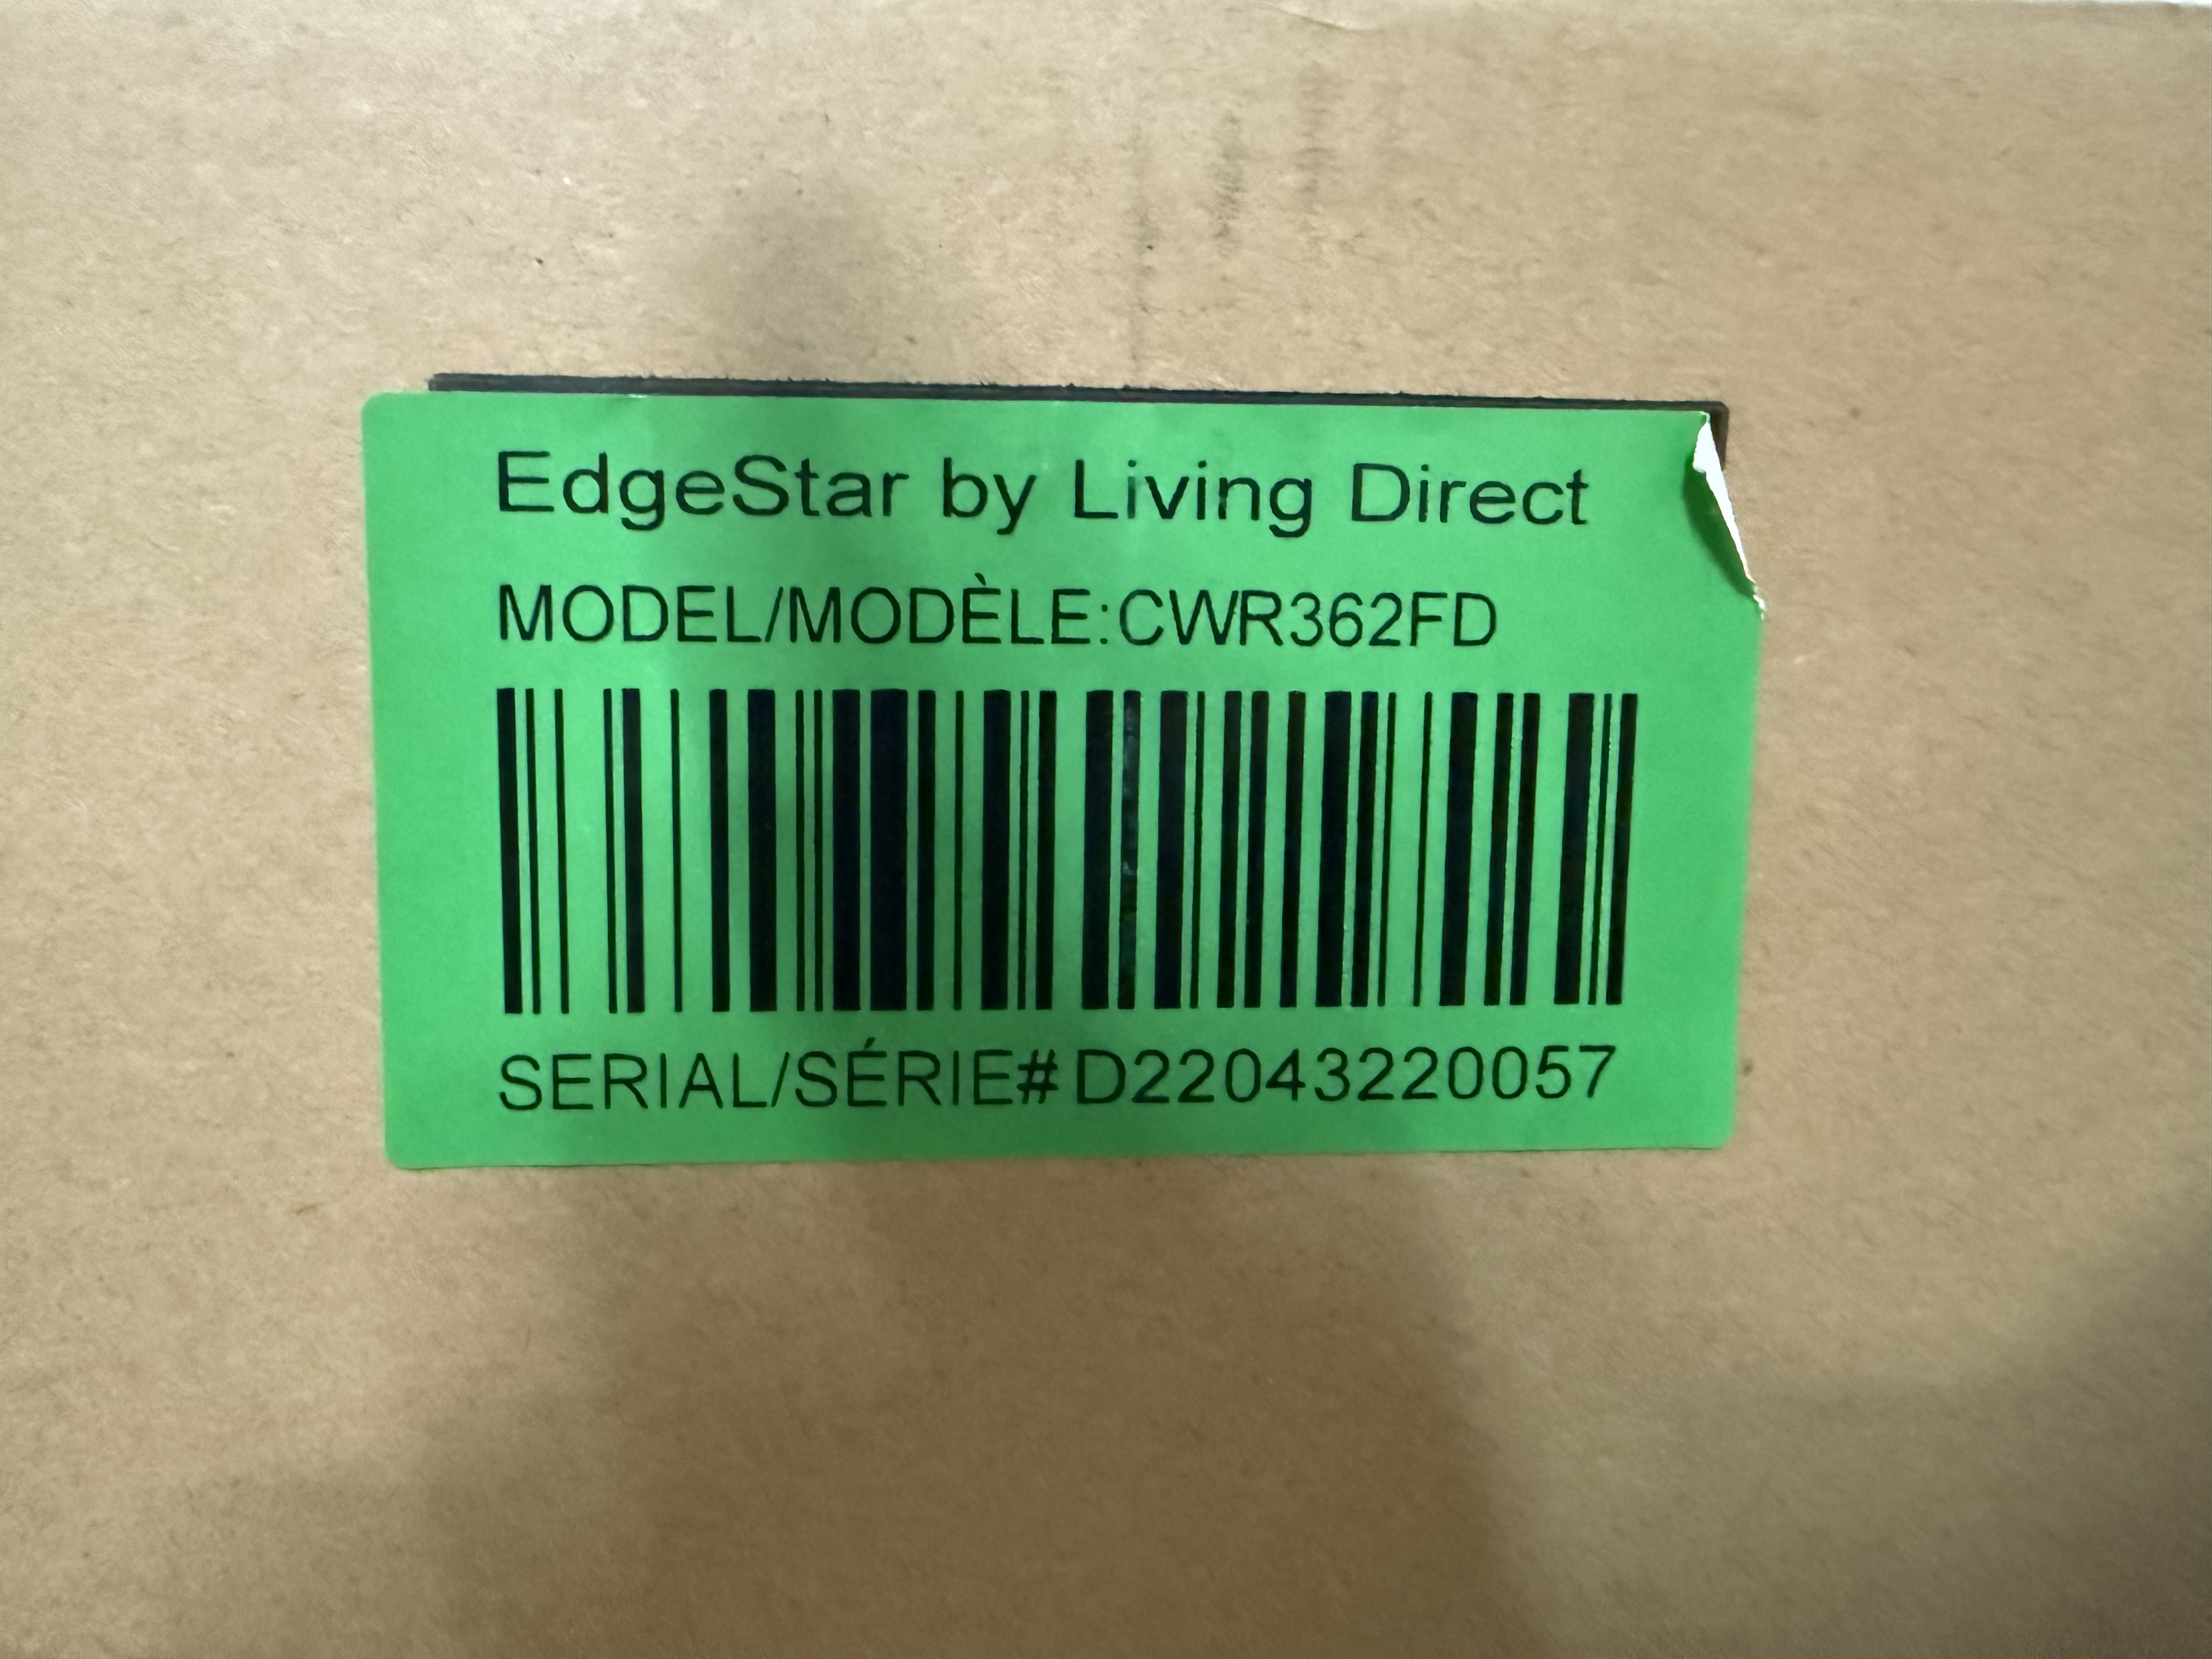 EdgeStar by Living Direct
MODEL/MODÈLE:CWR362FD
SERIAL/SÉRIE# D22043220057